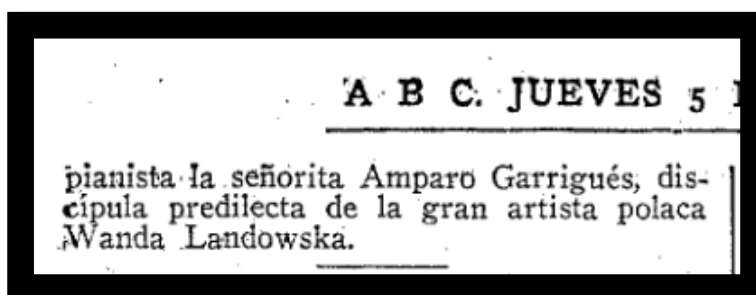 A B C. JUEVES 5
pianista la señorita Amparo Garrigués, dis-
cípula predilecta de la gran artista polaca
Wanda Landowska.